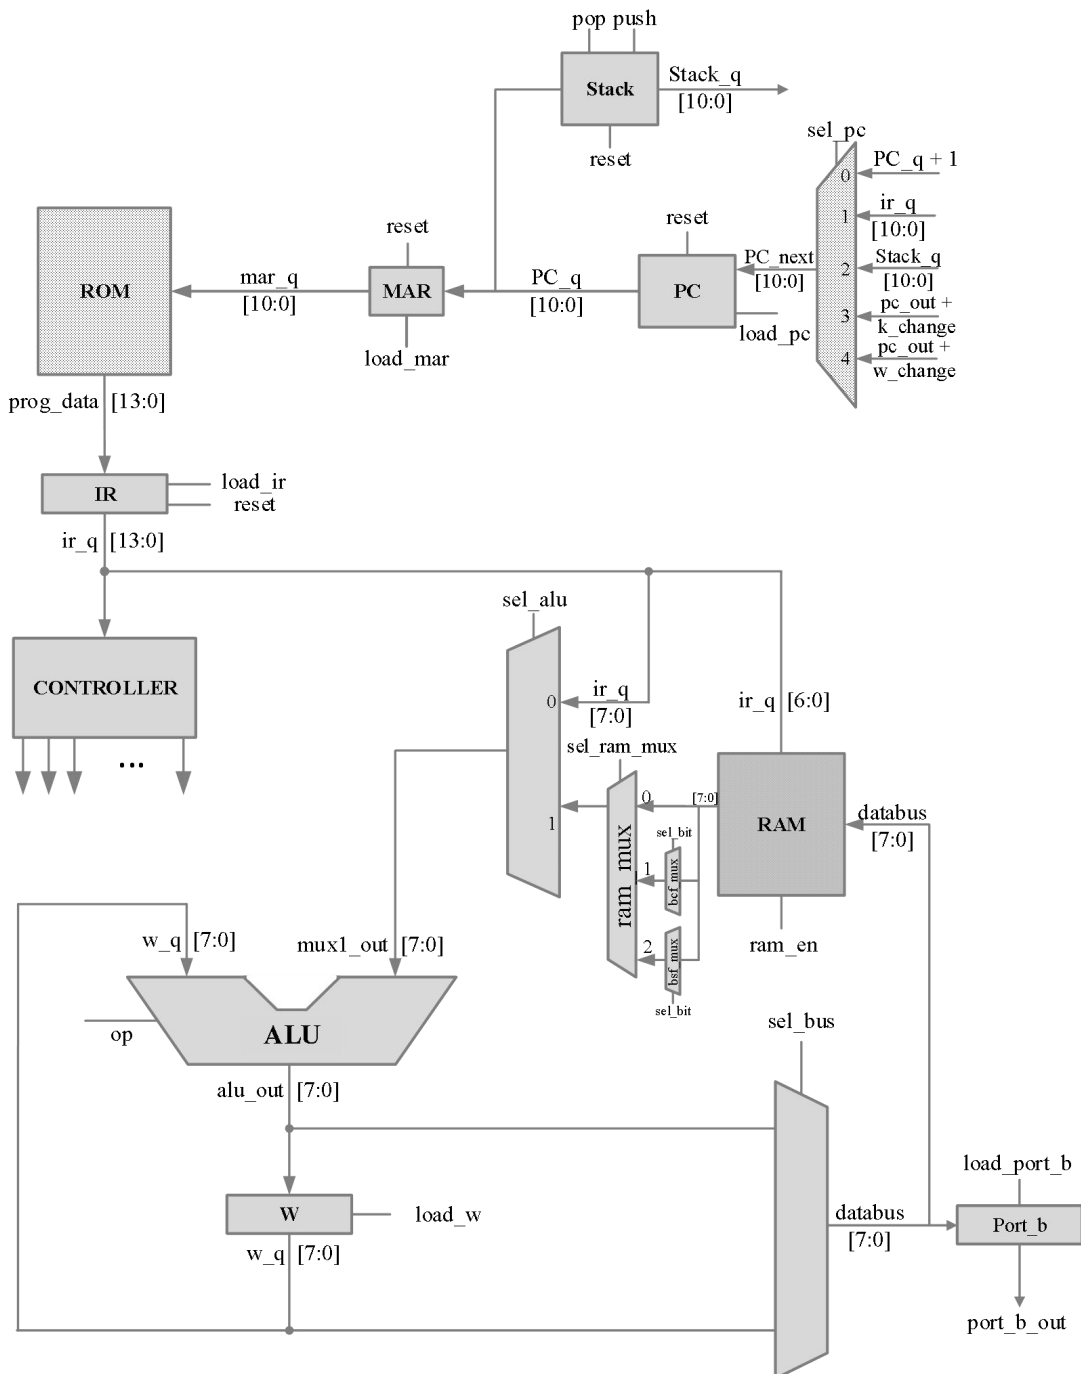 pop push
Stack
Stack_q
[10:0]
reset
sel_pc
0
PC_q + 1
1
ir_q
[10:0]
2
Stack_q
[10:0]
3
pc_out +
k_change
4
pc_out +
w_change
ROM
mar_q
[10:0]
reset
MAR
load_mar
PC_q
[10:0]
reset
PC
PC_next
[10:0]
load_pc
prog_data [13:0]
IR
load_ir
reset
ir_q [13:0]
CONTROLLER
...
sel_alu
0
ir_q
[7:0]
1
sel_ram_mux
ram_mux
0
[7:0]
1
sel_bit
bcf_mux
2
bsf_mux
sel_bit
ir_q [6:0]
RAM
databus
[7:0]
ram_en
w_q [7:0]
mux1_out [7:0]
op
ALU
alu_out [7:0]
W
load_w
w_q [7:0]
sel_bus
databus
[7:0]
load_port_b
Port_b
port_b_out